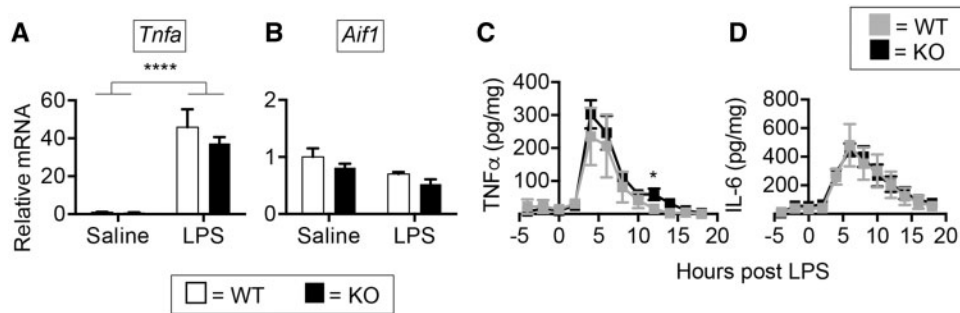 A Tnfa
****
Relative mRNA
60
40
20
0
Saline LPS
B Aif1
2
1
0
Saline LPS
= WT = KO
C
TNFα (pg/mg)
400
300
200
100
*
-5 0 5 10 15 20
D
= WT
= KO
IL-6 (pg/mg)
800
600
400
200
-5 0 5 10 15 20
Hours post LPS